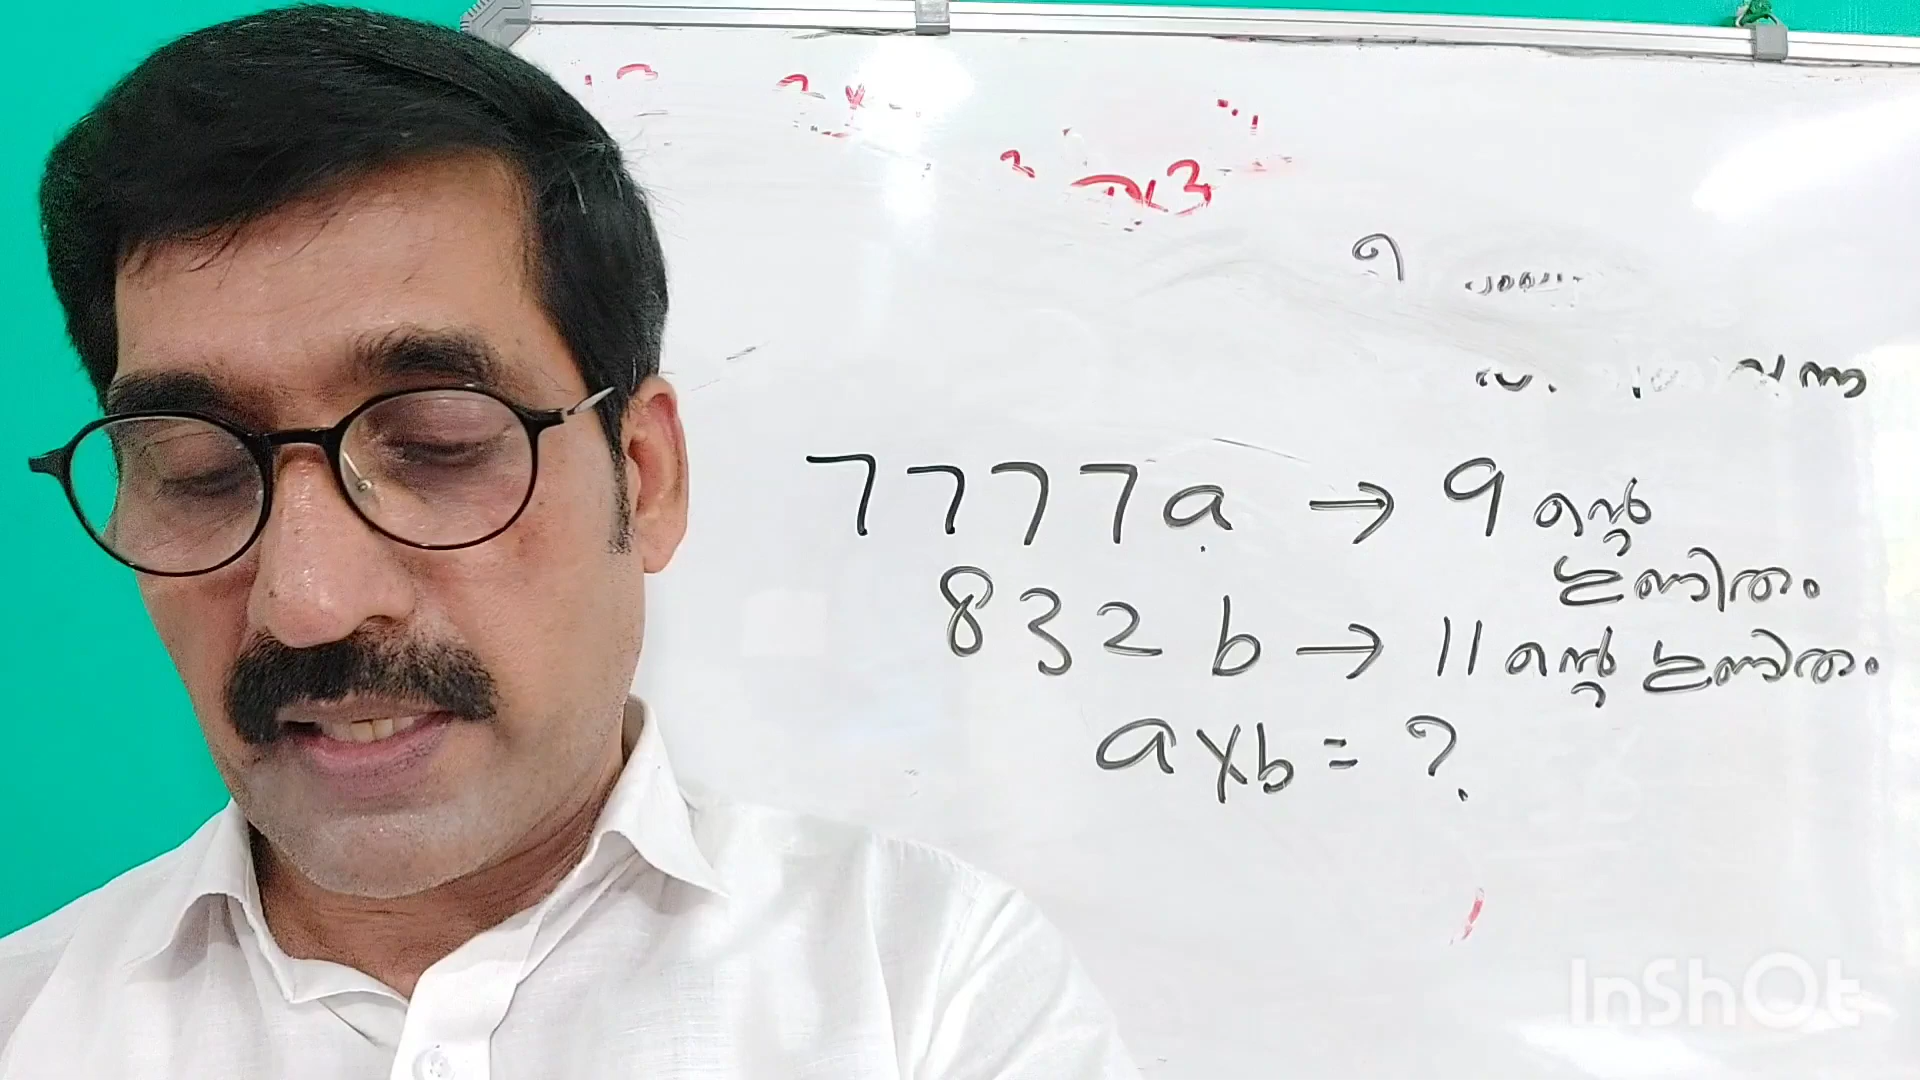 7777a → 9 ന്റെ
ഗുണിതം
832b → 11 ന്റെ ഗുണിതം
a×b = ?
InShOt